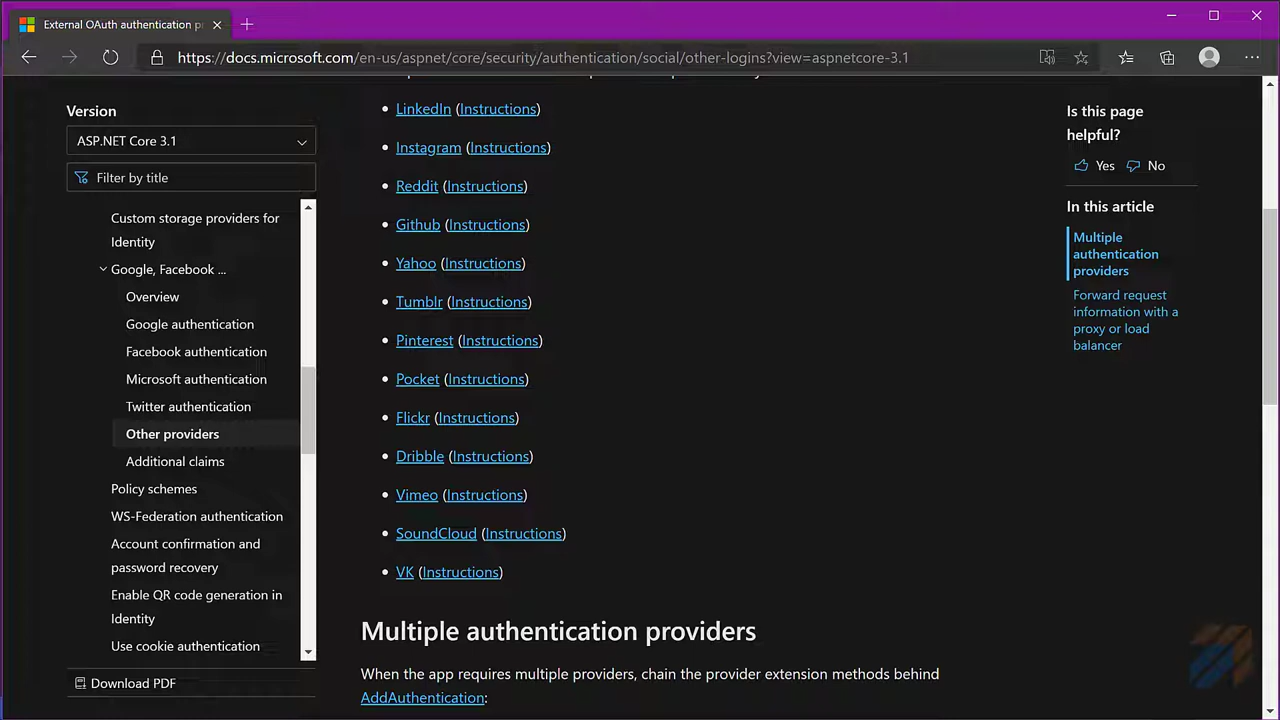 External OAuth authentication p
https://docs.microsoft.com/en-us/aspnet/core/security/authentication/social/other-logins?view=aspnetcore-3.1
Version
ASP.NET Core 3.1
Filter by title
Custom storage providers for
Identity
Google, Facebook ...
Overview
Google authentication
Facebook authentication
Microsoft authentication
Twitter authentication
Other providers
Additional claims
Policy schemes
WS-Federation authentication
Account confirmation and
password recovery
Enable QR code generation in
Identity
Use cookie authentication
Download PDF
LinkedIn (Instructions)
Instagram (Instructions)
Reddit (Instructions)
Github (Instructions)
Yahoo (Instructions)
Tumblr (Instructions)
Pinterest (Instructions)
Pocket (Instructions)
Flickr (Instructions)
Dribble (Instructions)
Vimeo (Instructions)
SoundCloud (Instructions)
VK (Instructions)
Multiple authentication providers
When the app requires multiple providers, chain the provider extension methods behind
AddAuthentication:
Is this page
helpful?
Yes No
In this article
Multiple
authentication
providers
Forward request
information with a
proxy or load
balancer